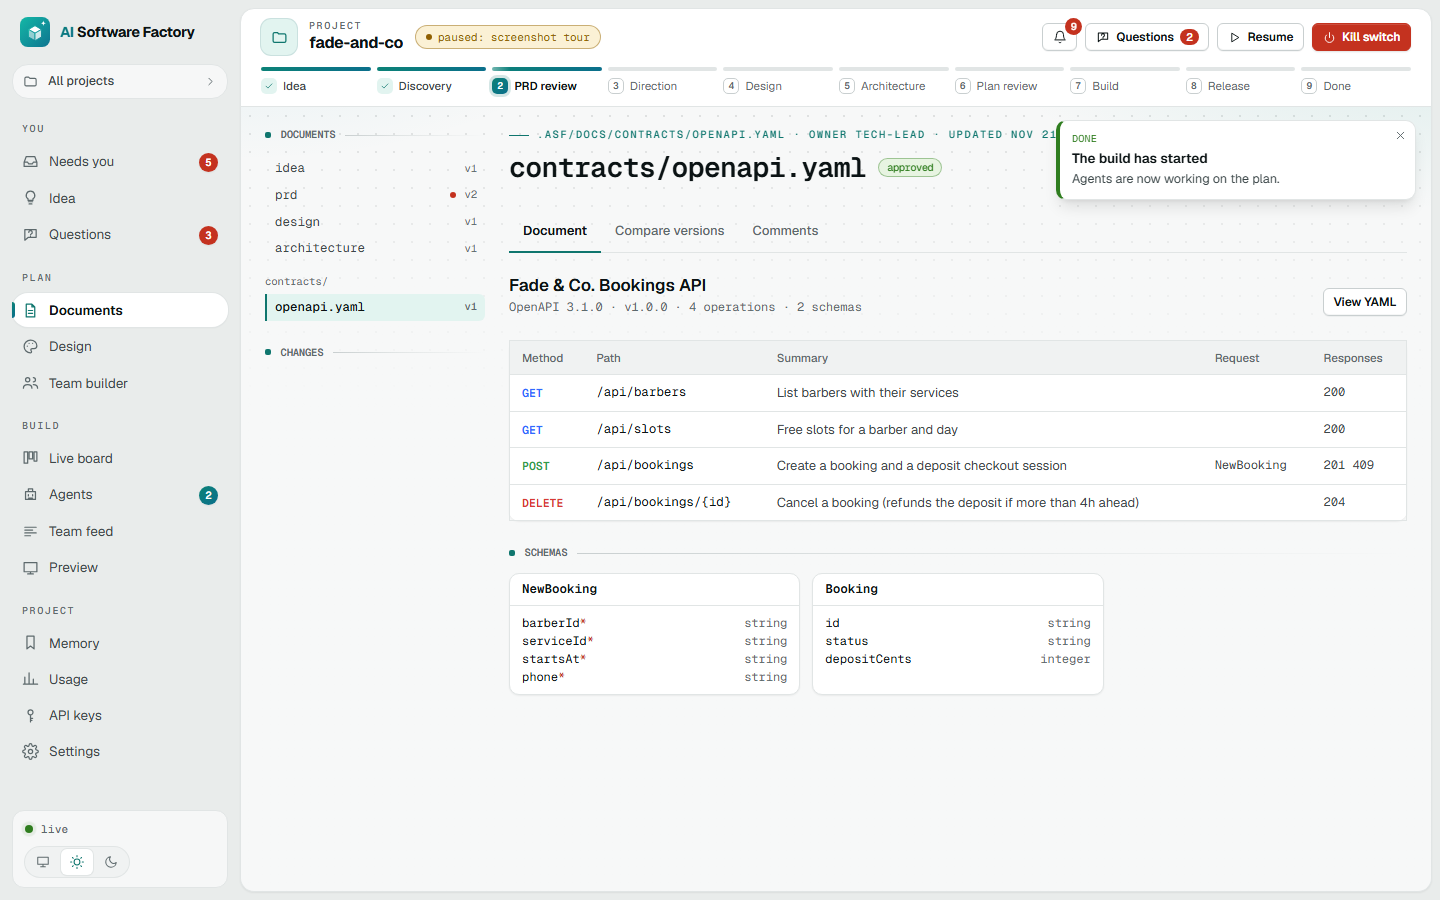 AI Software Factory
All projects
YOU
Needs you 5
Idea
Questions 3
PLAN
Documents
Design
Team builder
BUILD
Live board
Agents 2
Team feed
Preview
PROJECT
Memory
Usage
API keys
Settings
live
PROJECT
fade-and-co
paused: screenshot tour
9
Questions 2
Resume
Kill switch
Idea
Discovery
2 PRD review
3 Direction
4 Design
5 Architecture
6 Plan review
7 Build
8 Release
9 Done
DOCUMENTS
idea v1
prd v2
design v1
architecture v1
contracts/
openapi.yaml v1
CHANGES
.ASF/DOCS/CONTRACTS/OPENAPI.YAML · OWNER TECH-LEAD · UPDATED NOV 21
contracts/openapi.yaml approved
DONE
The build has started
Agents are now working on the plan.
Document Compare versions Comments
Fade & Co. Bookings API
OpenAPI 3.1.0 · v1.0.0 · 4 operations · 2 schemas
View YAML
Method Path Summary Request Responses
GET /api/barbers List barbers with their services 200
GET /api/slots Free slots for a barber and day 200
POST /api/bookings Create a booking and a deposit checkout session NewBooking 201 409
DELETE /api/bookings/{id} Cancel a booking (refunds the deposit if more than 4h ahead) 204
SCHEMAS
NewBooking
barberId* string
serviceId* string
startsAt* string
phone* string
Booking
id string
status string
depositCents integer